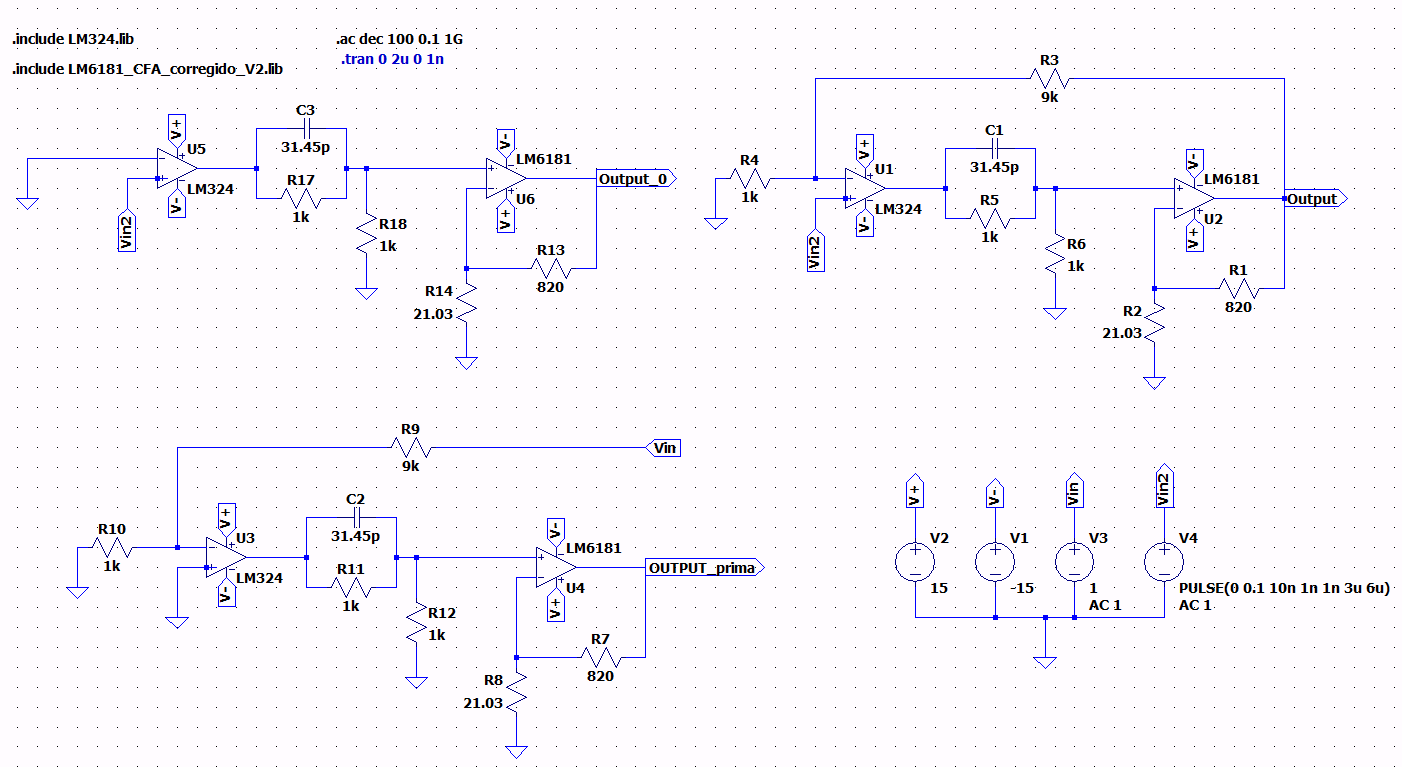 .include LM324.lib
.include LM6181_CFA_corregido_V2.lib
.ac dec 100 0.1 1G
.tran 0 2u 0 1n
V+
U5
LM324
V-
Vin2
C3
31.45p
R17
1k
R18
1k
V-
LM6181
U6
V+
Output_0
R13
820
R14
21.03
R3
9k
R4
1k
V+
U1
LM324
V-
Vin2
C1
31.45p
R5
1k
R6
1k
V-
LM6181
U2
V+
Output
R1
820
R2
21.03
R9
9k
Vin
R10
1k
V+
U3
LM324
V-
C2
31.45p
R11
1k
R12
1k
V-
LM6181
U4
V+
OUTPUT_prima
R7
820
R8
21.03
V+
V2
15
V-
V1
-15
Vin
V3
1
AC 1
Vin2
V4
PULSE(0 0.1 10n 1n 1n 3u 6u)
AC 1